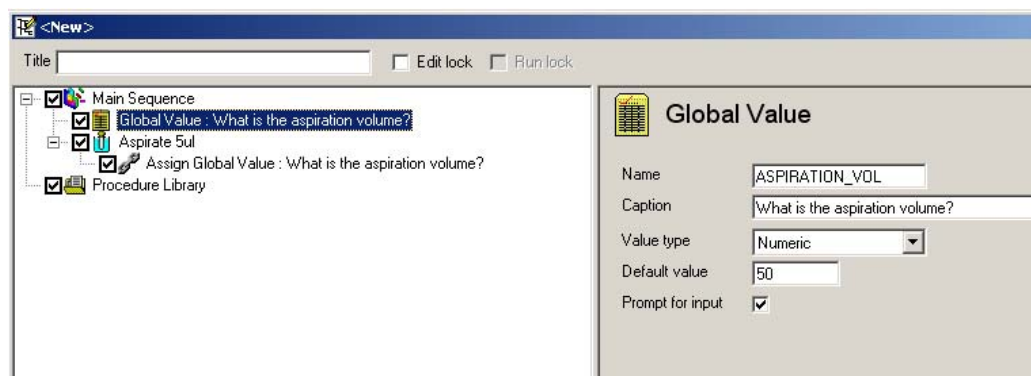 <New>
Title
Edit lock
Run lock
Main Sequence
Global Value : What is the aspiration volume?
Aspirate 5ul
Assign Global Value : What is the aspiration volume?
Procedure Library
Global Value
Name ASPIRATION_VOL
Caption What is the aspiration volume?
Value type Numeric
Default value 50
Prompt for input